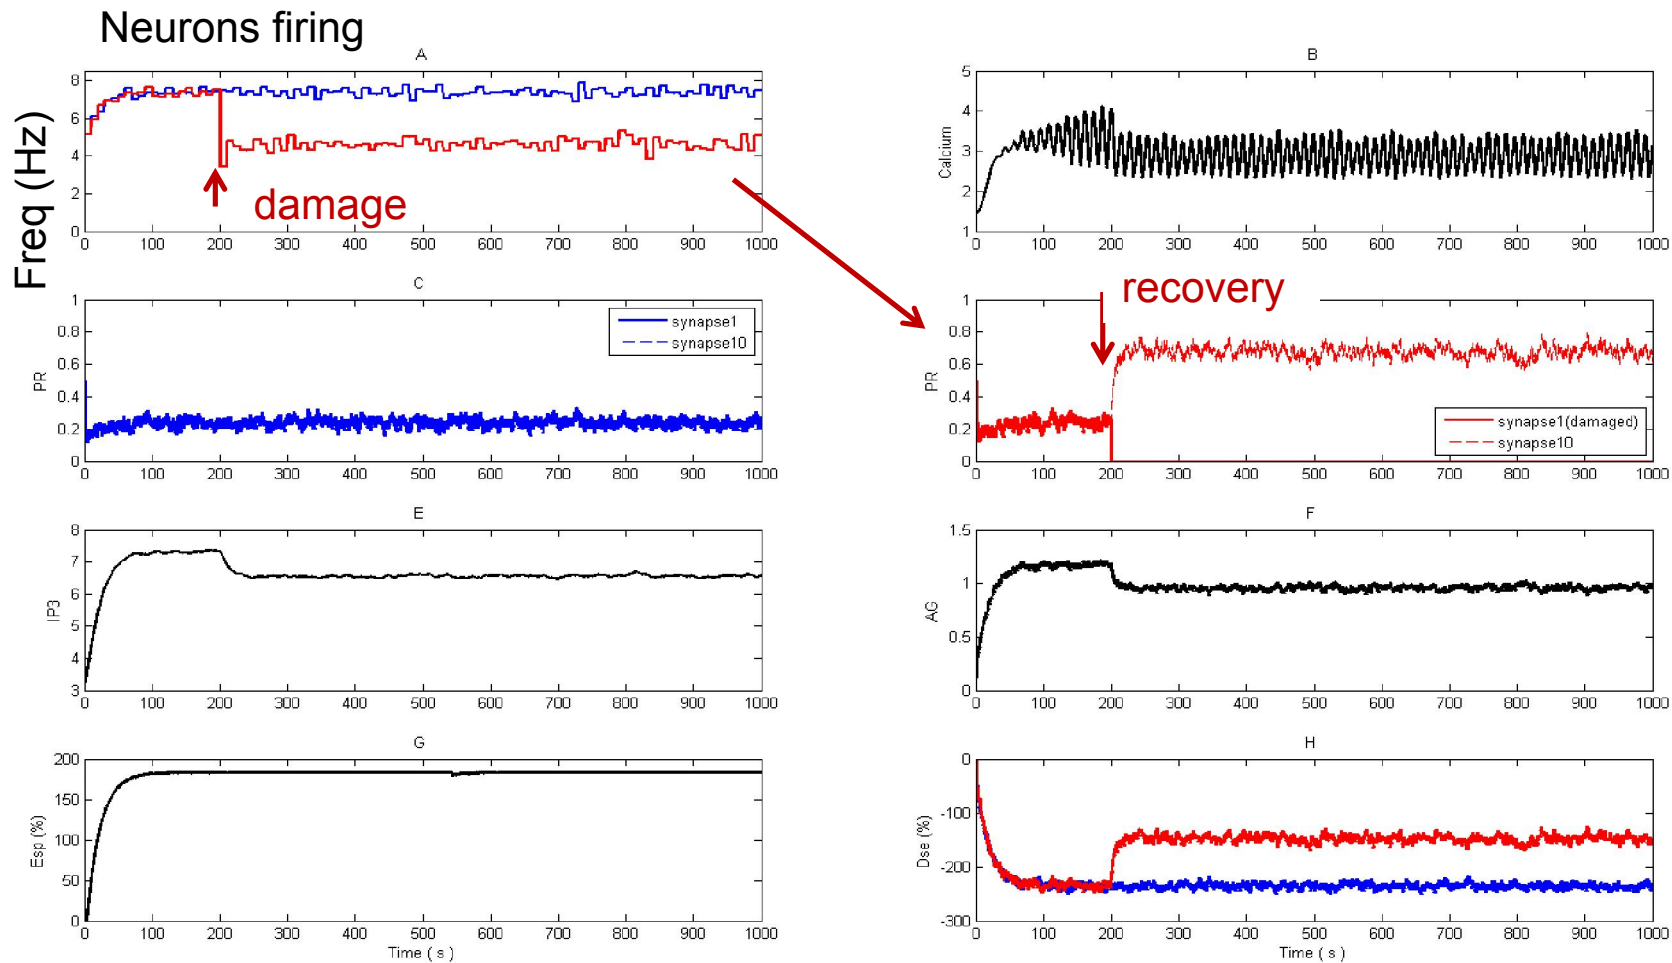 Neurons firing
Freq (Hz)
A
8
6
4
2
0
0 100 200 300 400 500 600 700 800 900 1000
damage
B
Calcium
5
4
3
2
1
0 100 200 300 400 500 600 700 800 900 1000
C
PR
1
0.8
0.6
0.4
0.2
0
synapse1
synapse10
0 100 200 300 400 500 600 700 800 900 1000
recovery
PR
1
0.8
0.6
0.4
0.2
0
synapse1(damaged)
synapse10
0 100 200 300 400 500 600 700 800 900 1000
E
IP3
8
7
6
5
4
3
0 100 200 300 400 500 600 700 800 900 1000
F
AG
1.5
1
0.5
0
0 100 200 300 400 500 600 700 800 900 1000
G
Esp (%)
200
150
100
50
0
0 100 200 300 400 500 600 700 800 900 1000
Time ( s )
H
Dse (%)
0
-100
-200
-300
0 100 200 300 400 500 600 700 800 900 1000
Time ( s )